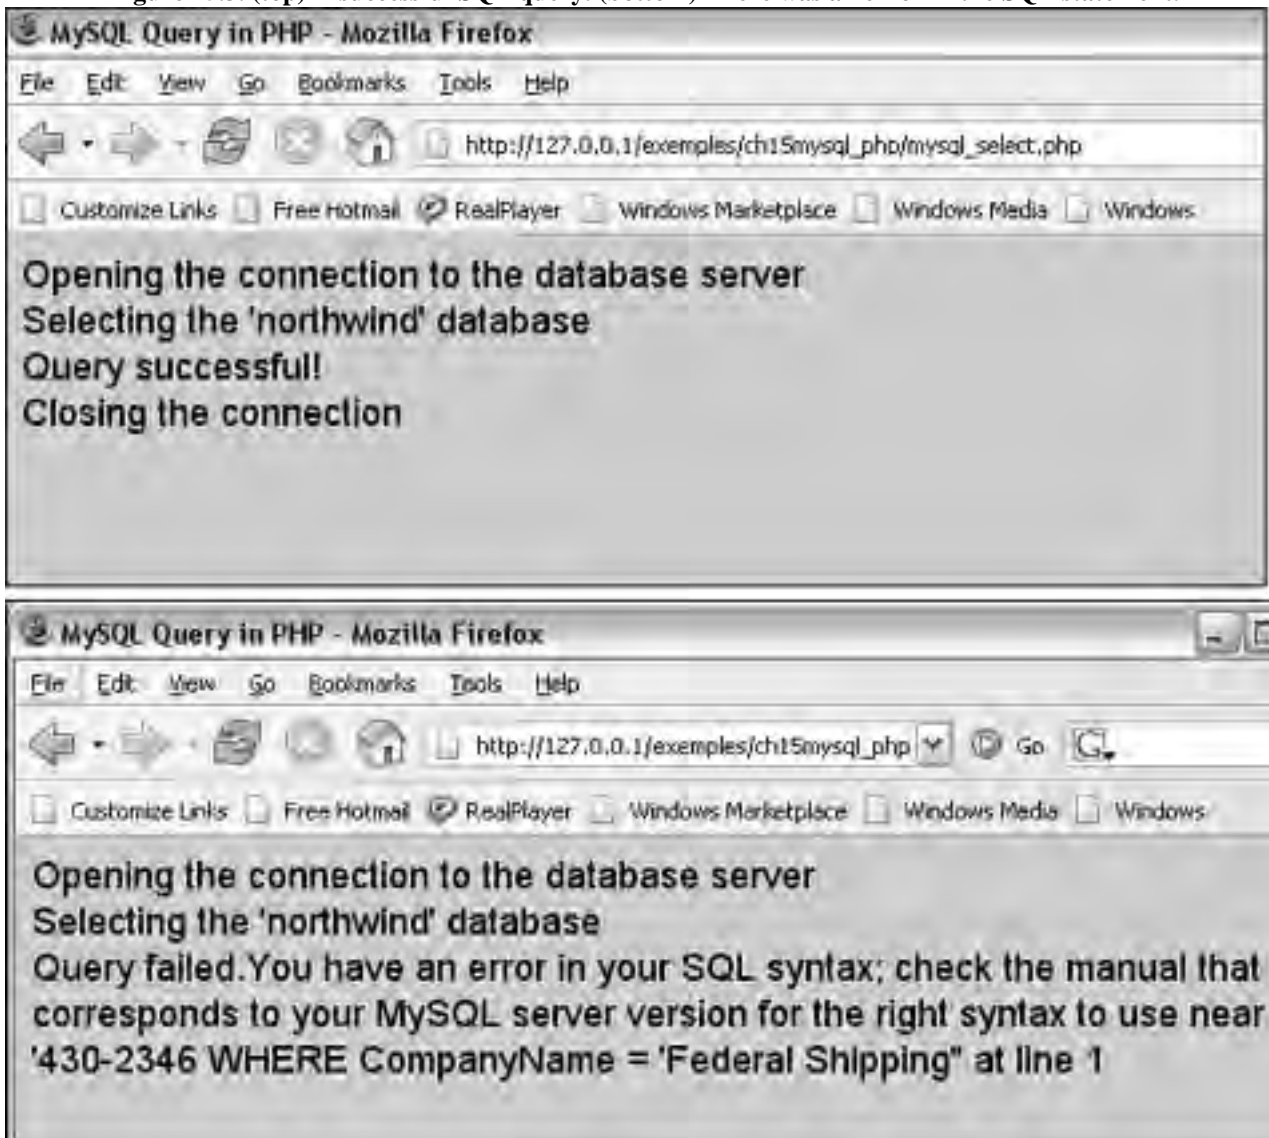 MySQL Query in PHP - Mozilla Firefox
File Edit View Go Bookmarks Tools Help
http://127.0.0.1/exemples/ch15mysql_php/mysql_select.php
Customize Links Free Hotmail RealPlayer Windows Marketplace Windows Media Windows
Opening the connection to the database server
Selecting the 'northwind' database
Query successful!
Closing the connection
MySQL Query in PHP - Mozilla Firefox
File Edit View Go Bookmarks Tools Help
http://127.0.0.1/exemples/ch15mysql_php Go G
Customize Links Free Hotmail RealPlayer Windows Marketplace Windows Media Windows
Opening the connection to the database server
Selecting the 'northwind' database
Query failed.You have an error in your SQL syntax; check the manual that
corresponds to your MySQL server version for the right syntax to use near
'430-2346 WHERE CompanyName = 'Federal Shipping'' at line 1